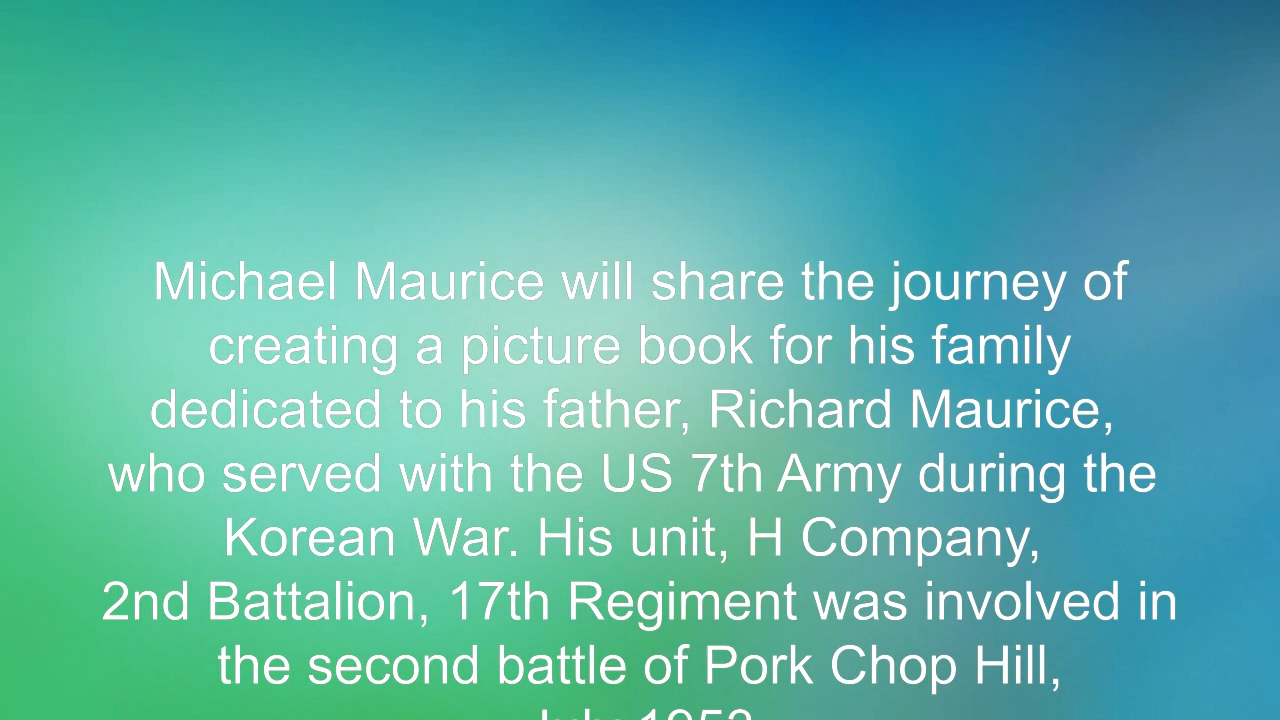 Michael Maurice will share the journey of
creating a picture book for his family
dedicated to his father, Richard Maurice,
who served with the US 7th Army during the
Korean War. His unit, H Company,
2nd Battalion, 17th Regiment was involved in
the second battle of Pork Chop Hill,